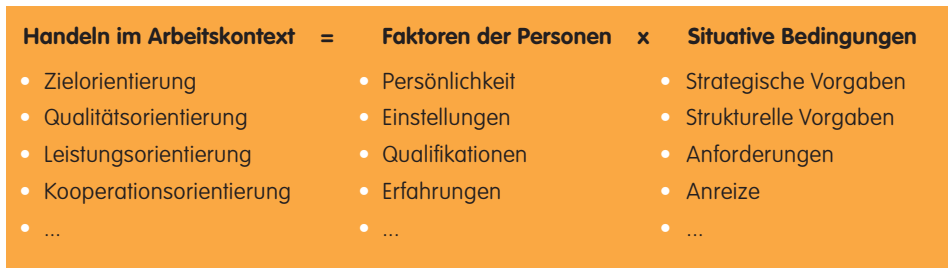 Handeln im Arbeitskontext = Faktoren der Personen x Situative Bedingungen
• Zielorientierung • Persönlichkeit • Strategische Vorgaben
• Qualitätsorientierung • Einstellungen • Strukturelle Vorgaben
• Leistungsorientierung • Qualifikationen • Anforderungen
• Kooperationsorientierung • Erfahrungen • Anreize
• ... • ... • ...